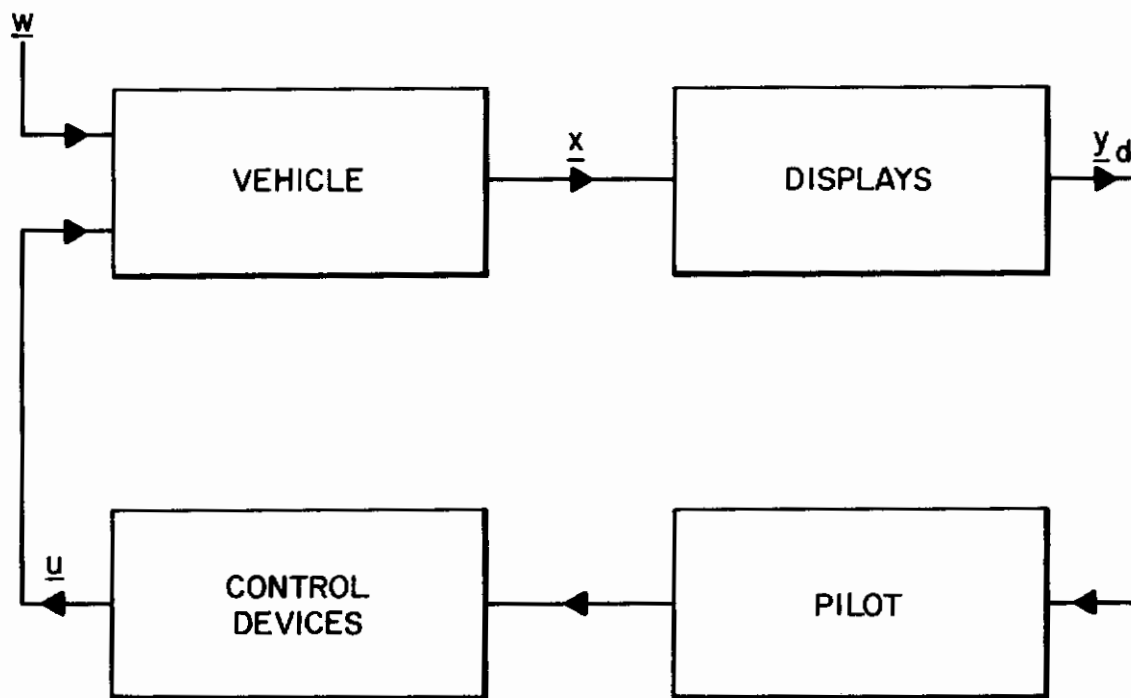 w
VEHICLE
x
DISPLAYS
y d
u
CONTROL
DEVICES
PILOT